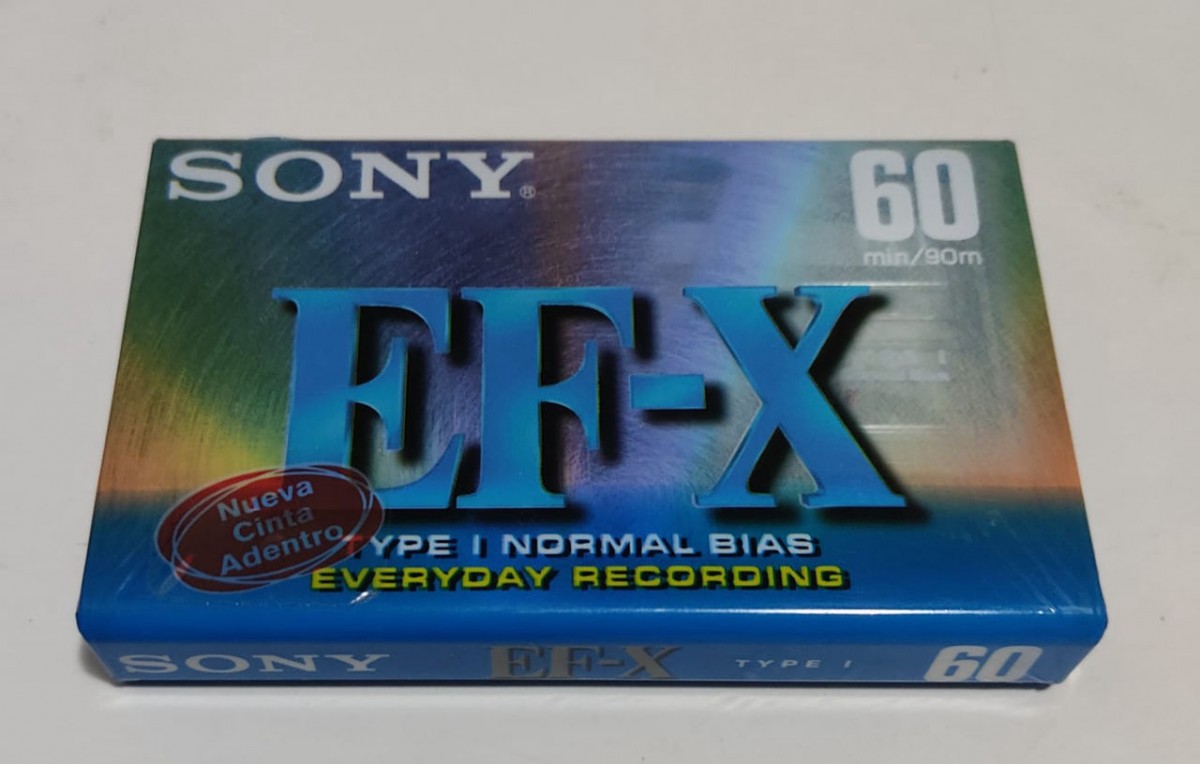 SONY®
60
min/90m
EF-X
Nueva
Cinta
Adentro
TYPE I NORMAL BIAS
EVERYDAY RECORDING
SONY EF-X TYPE I 60